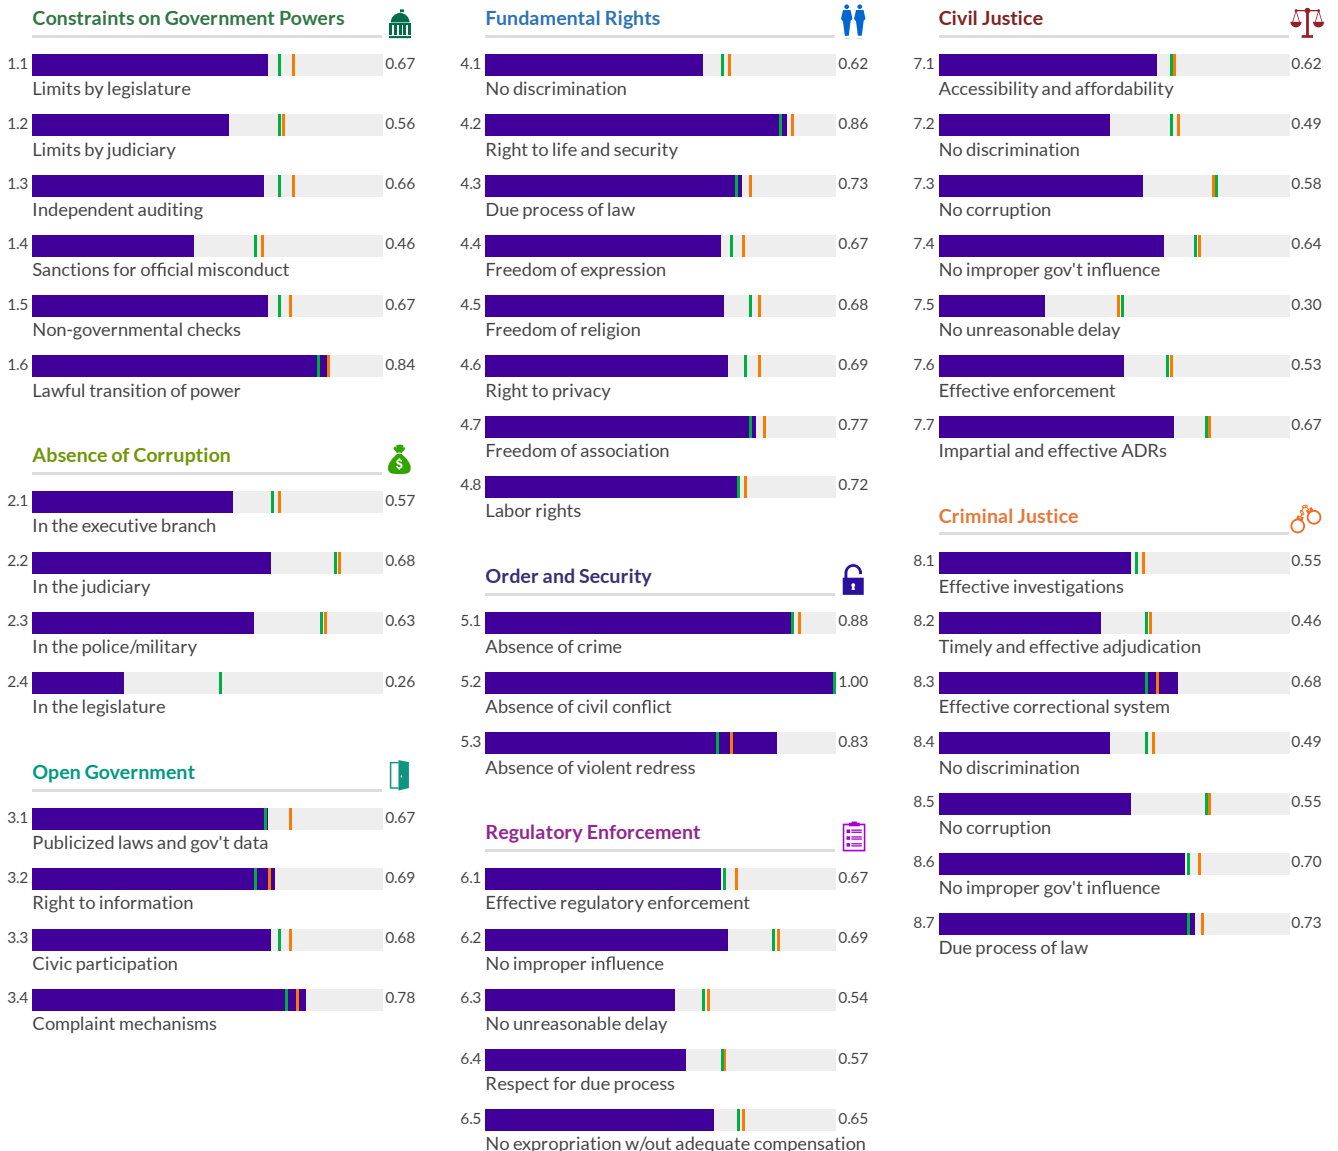 Constraints on Government Powers
1.1 0.67
Limits by legislature
1.2 0.56
Limits by judiciary
1.3 0.66
Independent auditing
1.4 0.46
Sanctions for official misconduct
1.5 0.67
Non-governmental checks
1.6 0.84
Lawful transition of power
Absence of Corruption
$
2.1 0.57
In the executive branch
2.2 0.68
In the judiciary
2.3 0.63
In the police/military
2.4 0.26
In the legislature
Open Government
3.1 0.67
Publicized laws and gov't data
3.2 0.69
Right to information
3.3 0.68
Civic participation
3.4 0.78
Complaint mechanisms
Fundamental Rights
4.1 0.62
No discrimination
4.2 0.86
Right to life and security
4.3 0.73
Due process of law
4.4 0.67
Freedom of expression
4.5 0.68
Freedom of religion
4.6 0.69
Right to privacy
4.7 0.77
Freedom of association
4.8 0.72
Labor rights
Order and Security
5.1 0.88
Absence of crime
5.2 1.00
Absence of civil conflict
5.3 0.83
Absence of violent redress
Regulatory Enforcement
6.1 0.67
Effective regulatory enforcement
6.2 0.69
No improper influence
6.3 0.54
No unreasonable delay
6.4 0.57
Respect for due process
6.5 0.65
No expropriation w/out adequate compensation
Civil Justice
7.1 0.62
Accessibility and affordability
7.2 0.49
No discrimination
7.3 0.58
No corruption
7.4 0.64
No improper gov't influence
7.5 0.30
No unreasonable delay
7.6 0.53
Effective enforcement
7.7 0.67
Impartial and effective ADRs
Criminal Justice
8.1 0.55
Effective investigations
8.2 0.46
Timely and effective adjudication
8.3 0.68
Effective correctional system
8.4 0.49
No discrimination
8.5 0.55
No corruption
8.6 0.70
No improper gov't influence
8.7 0.73
Due process of law